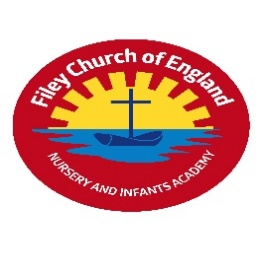 Filey Church of England
NURSERY AND INFANTS ACADEMY